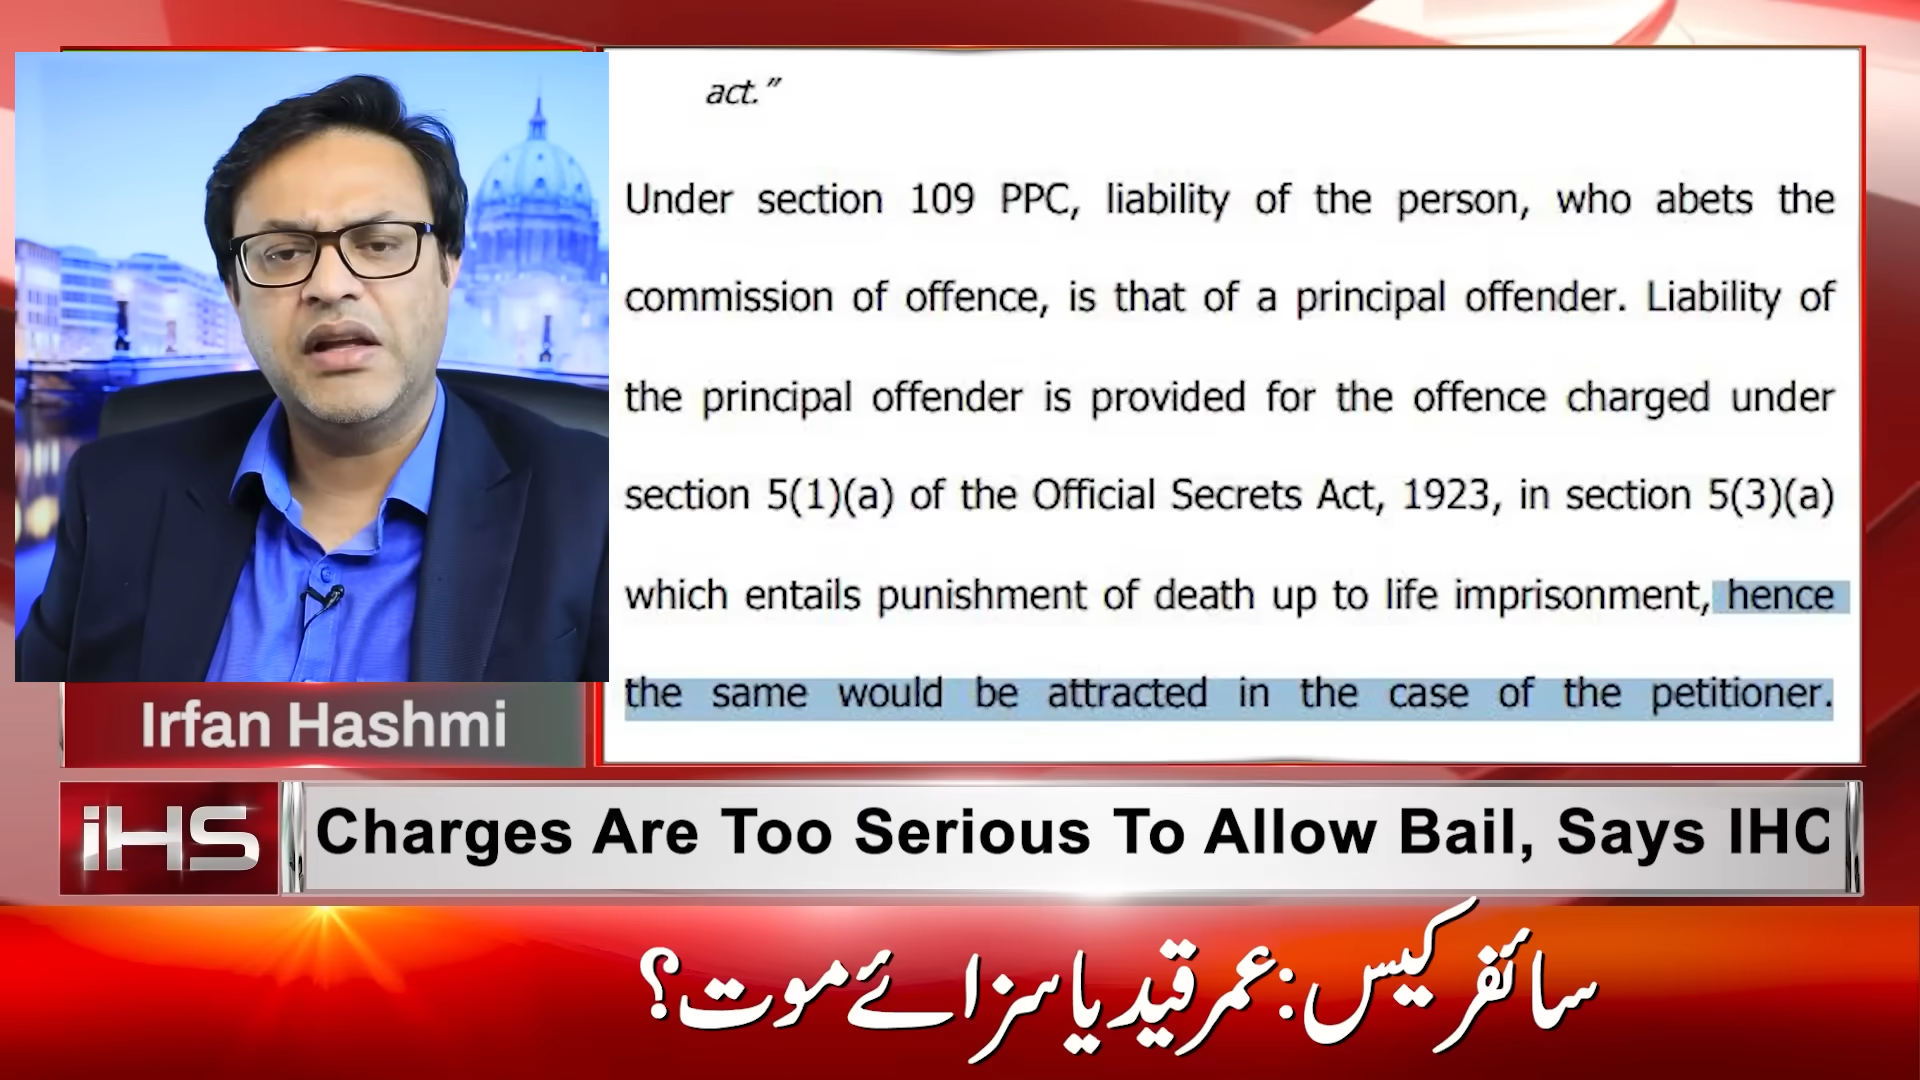 act.”
Under section 109 PPC, liability of the person, who abets the
commission of offence, is that of a principal offender. Liability of
the principal offender is provided for the offence charged under
section 5(1)(a) of the Official Secrets Act, 1923, in section 5(3)(a)
which entails punishment of death up to life imprisonment, hence
the same would be attracted in the case of the petitioner.
Irfan Hashmi
iHS
Charges Are Too Serious To Allow Bail, Says IHC
سائفر کیس: عمر قید یا سزائے موت؟